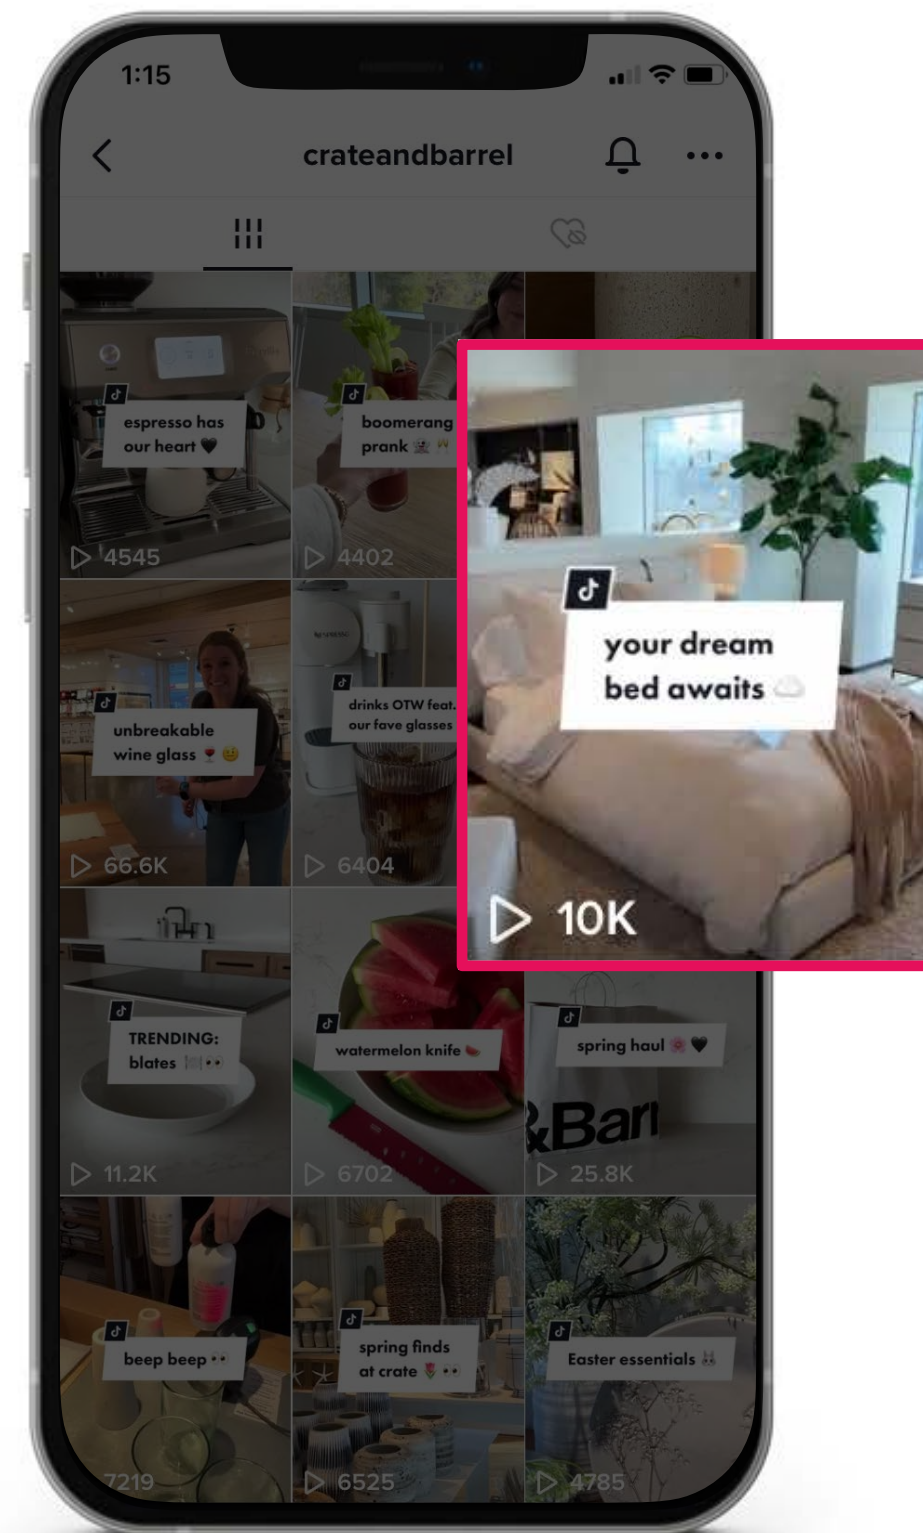 1:15
crateandbarrel
espresso has
our heart 🖤
4545
boomerang
prank
4402
your dream
bed awaits ☁️
10K
unbreakable
wine glass 🍷
66.6K
NESPRESSO
drinks OTW feat.
our fave glasses
6404
TRENDING:
blates 🍽️👀
11.2K
watermelon knife 🍉
6702
spring haul 🌸🖤
&Barr
25.8K
beep beep 👀
7219
spring finds
at crate 🌷👀
6525
Easter essentials 🐰
4785